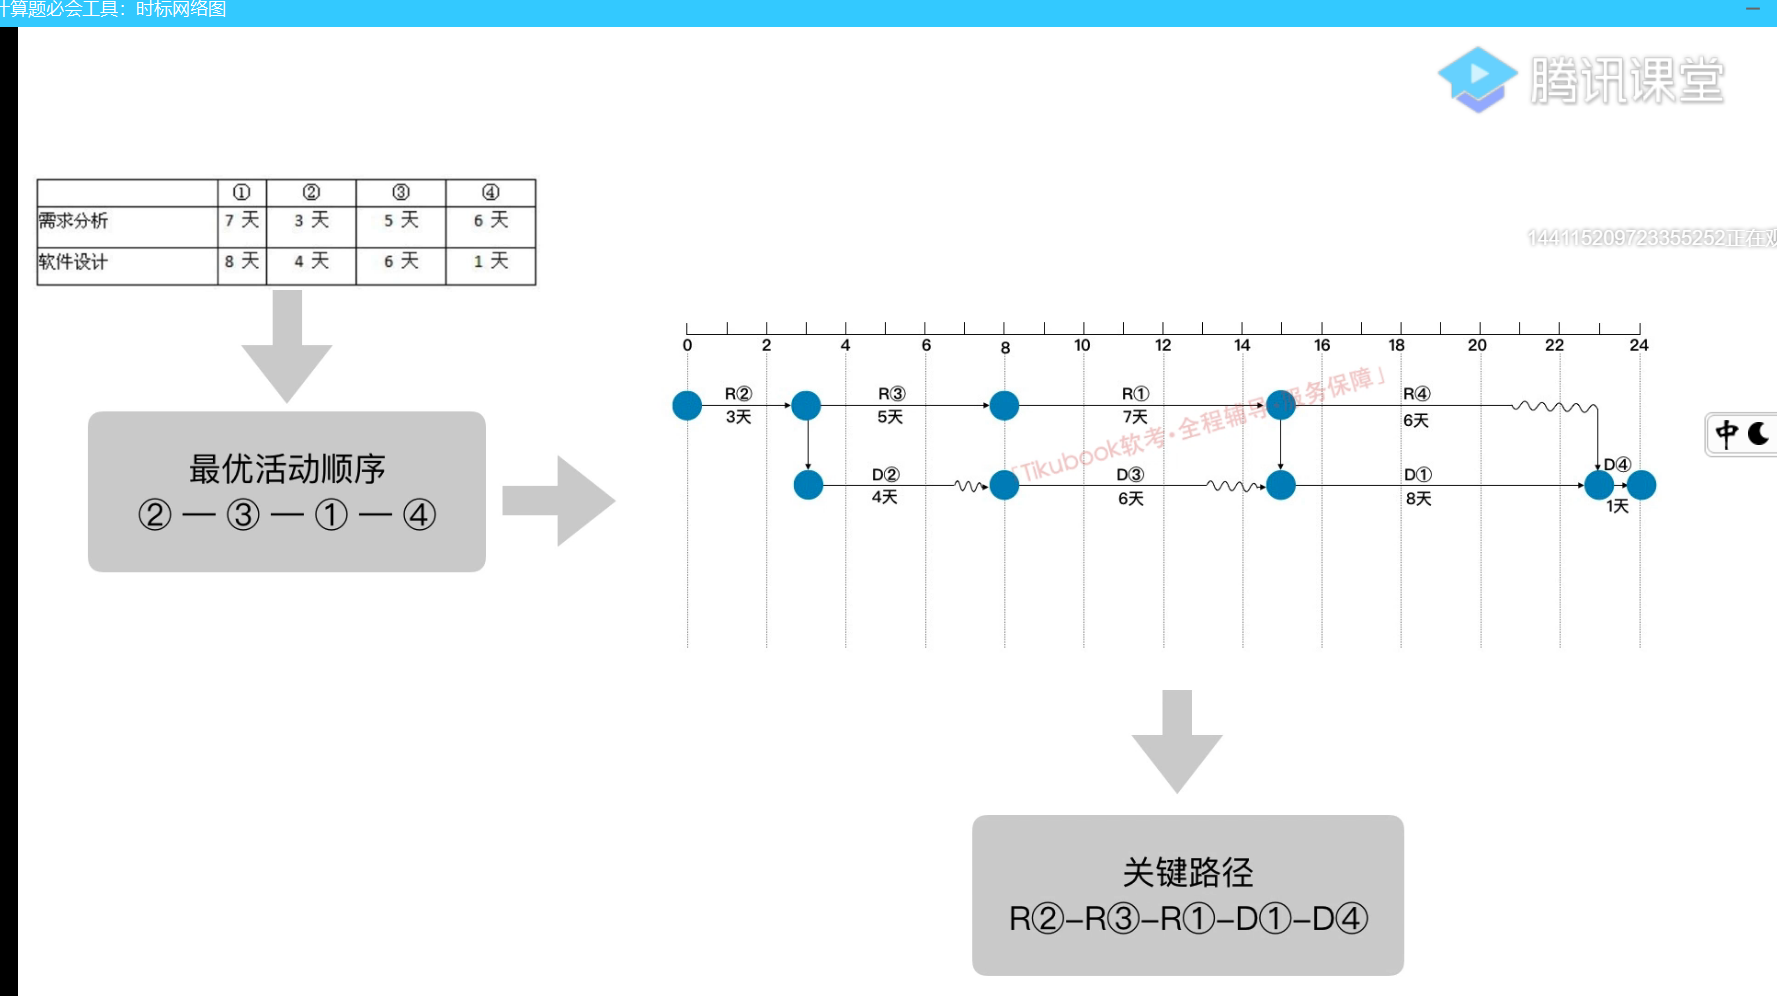 计算题必会工具：时标网络图
腾讯课堂
① ② ③ ④
需求分析 7 天 3 天 5 天 6 天
软件设计 8 天 4 天 6 天 1 天
144115209723355252正在观
0 2 4 6 8 10 12 14 16 18 20 22 24
R② R③ R① R④
3天 5天 7天 6天
「Tikubook软考·全程辅导·服务保障」
D② D③ D① D④
4天 6天 8天 1天
中
最优活动顺序
②—③—①—④
关键路径
R②–R③–R①–D①–D④